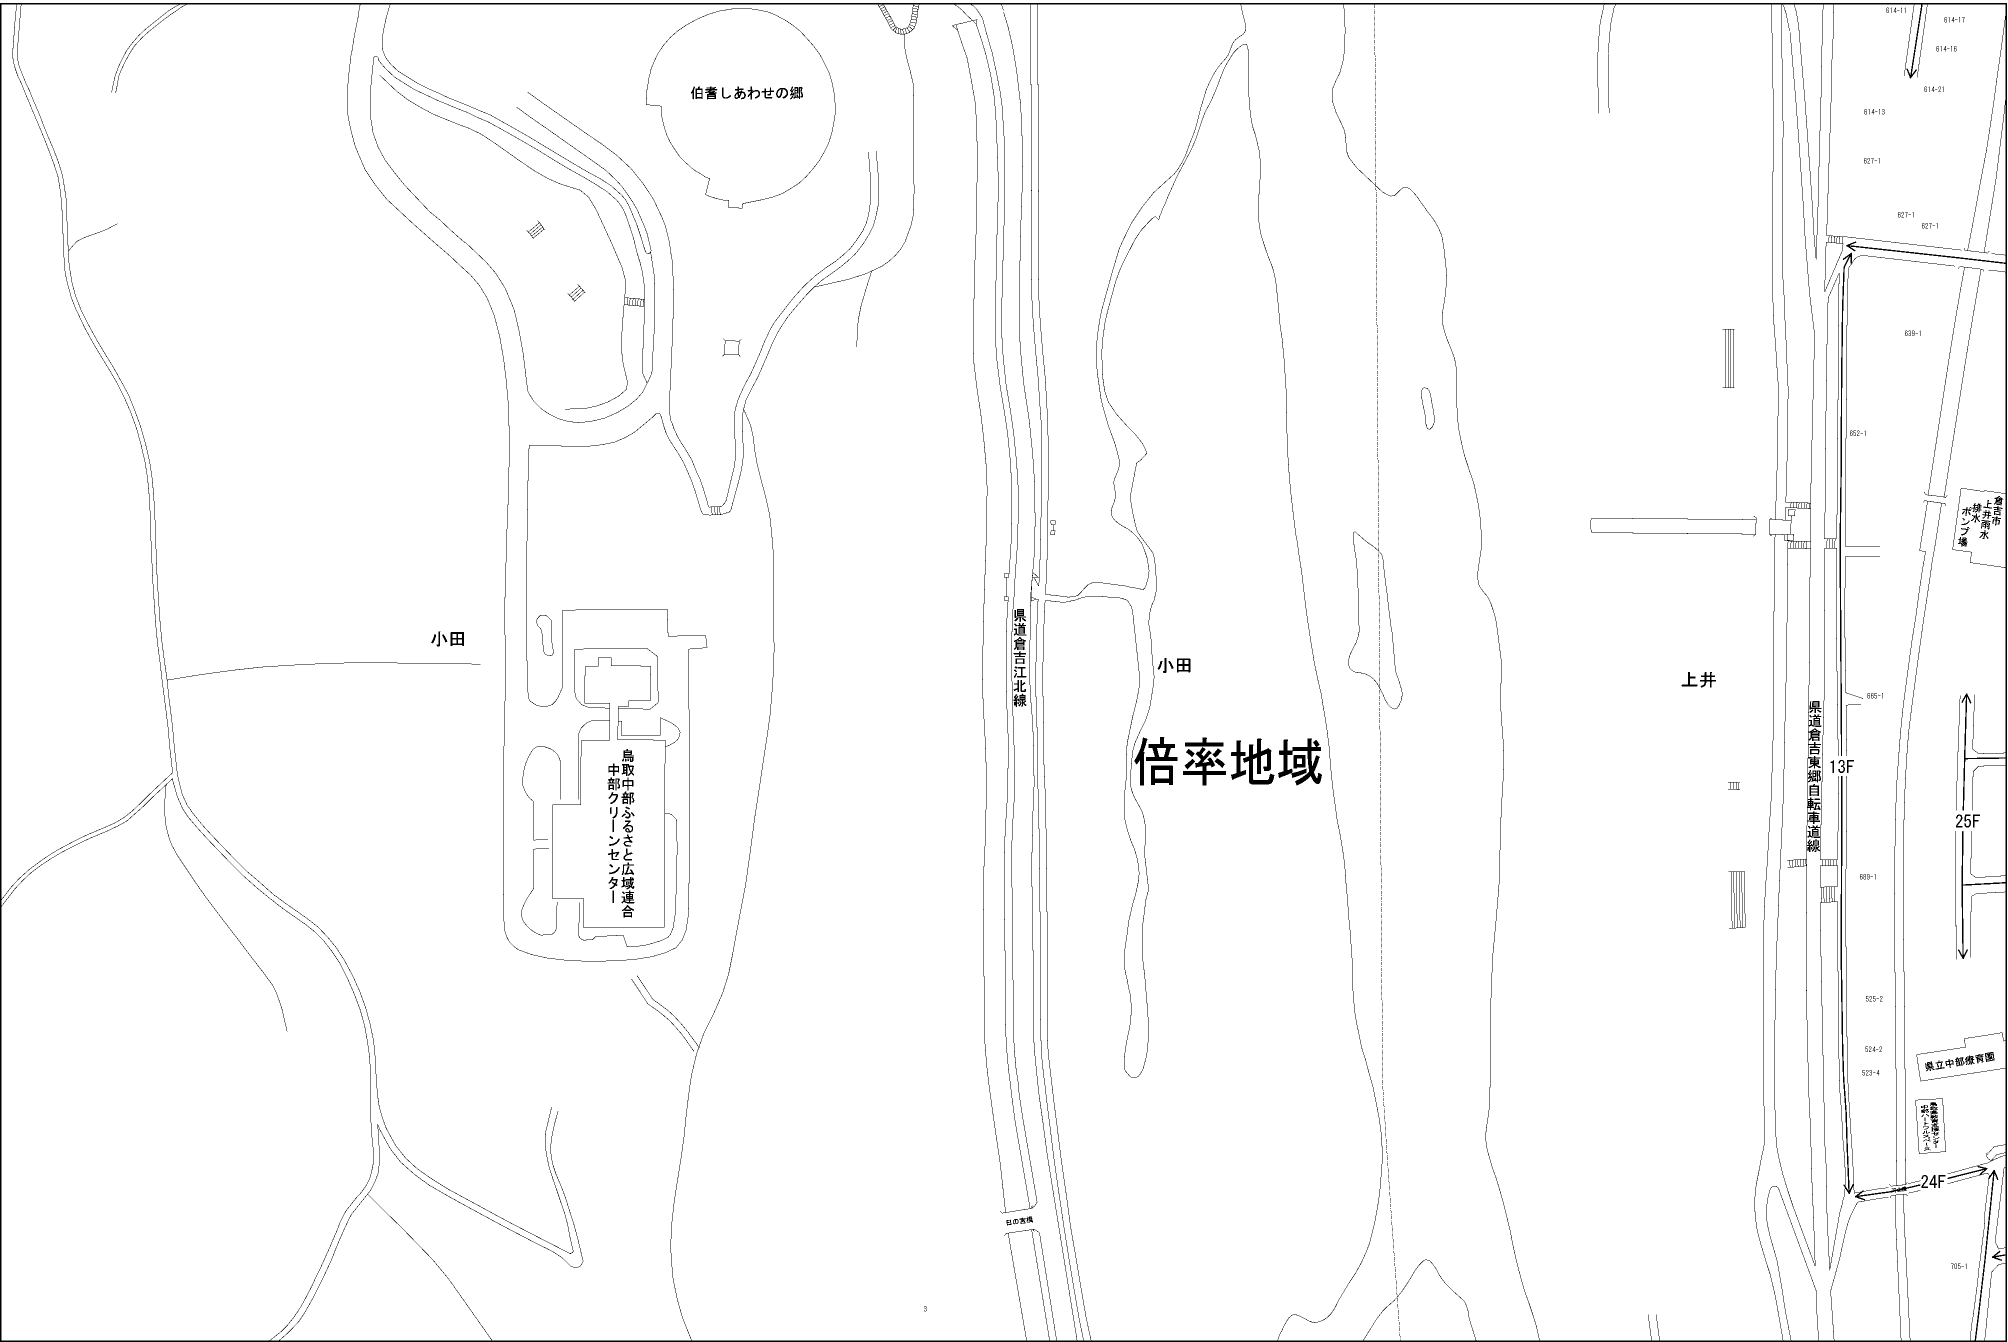 614-11
614-17
614-16
614-21
614-13
627-1
627-1
627-1
伯耆しあわせの郷
639-1
652-1
倉吉市
上井雨水
排水
ポンプ場
小田
県道倉吉江北線
小田
上井
665-1
倍率地域
県道倉吉東郷自転車道線
13F
25F
鳥取中部ふるさと広域連合
中部クリーンセンター
689-1
525-2
524-2
523-4
県立中部療育園
24F
日の宮橋
705-1
3